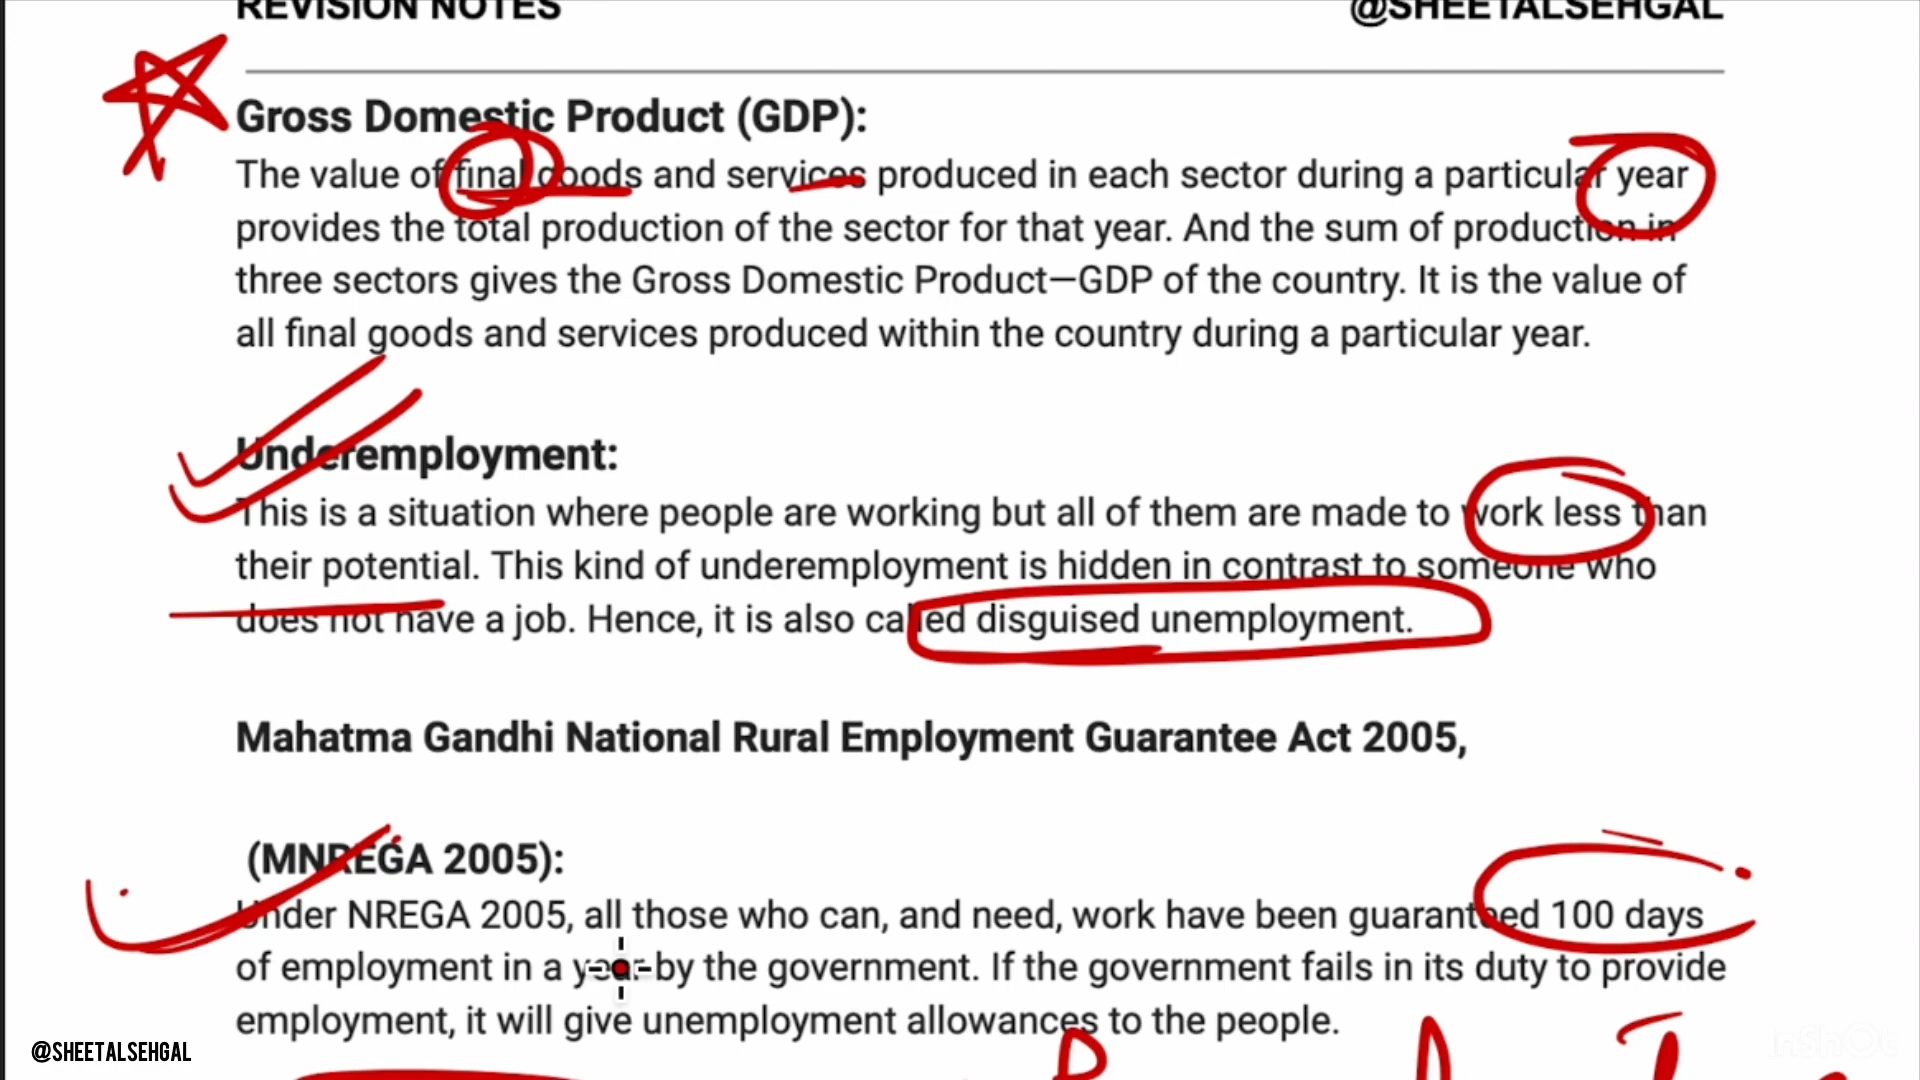 REVISION NOTES @SHEETALSEHGAL
Gross Domestic Product (GDP):
The value of final goods and services produced in each sector during a particular year
provides the total production of the sector for that year. And the sum of production in
three sectors gives the Gross Domestic Product—GDP of the country. It is the value of
all final goods and services produced within the country during a particular year.
Underemployment:
This is a situation where people are working but all of them are made to work less than
their potential. This kind of underemployment is hidden in contrast to someone who
does not have a job. Hence, it is also called disguised unemployment.
Mahatma Gandhi National Rural Employment Guarantee Act 2005,
(MNREGA 2005):
Under NREGA 2005, all those who can, and need, work have been guaranteed 100 days
of employment in a year by the government. If the government fails in its duty to provide
employment, it will give unemployment allowances to the people.
@SHEETALSEHGAL
InShOt